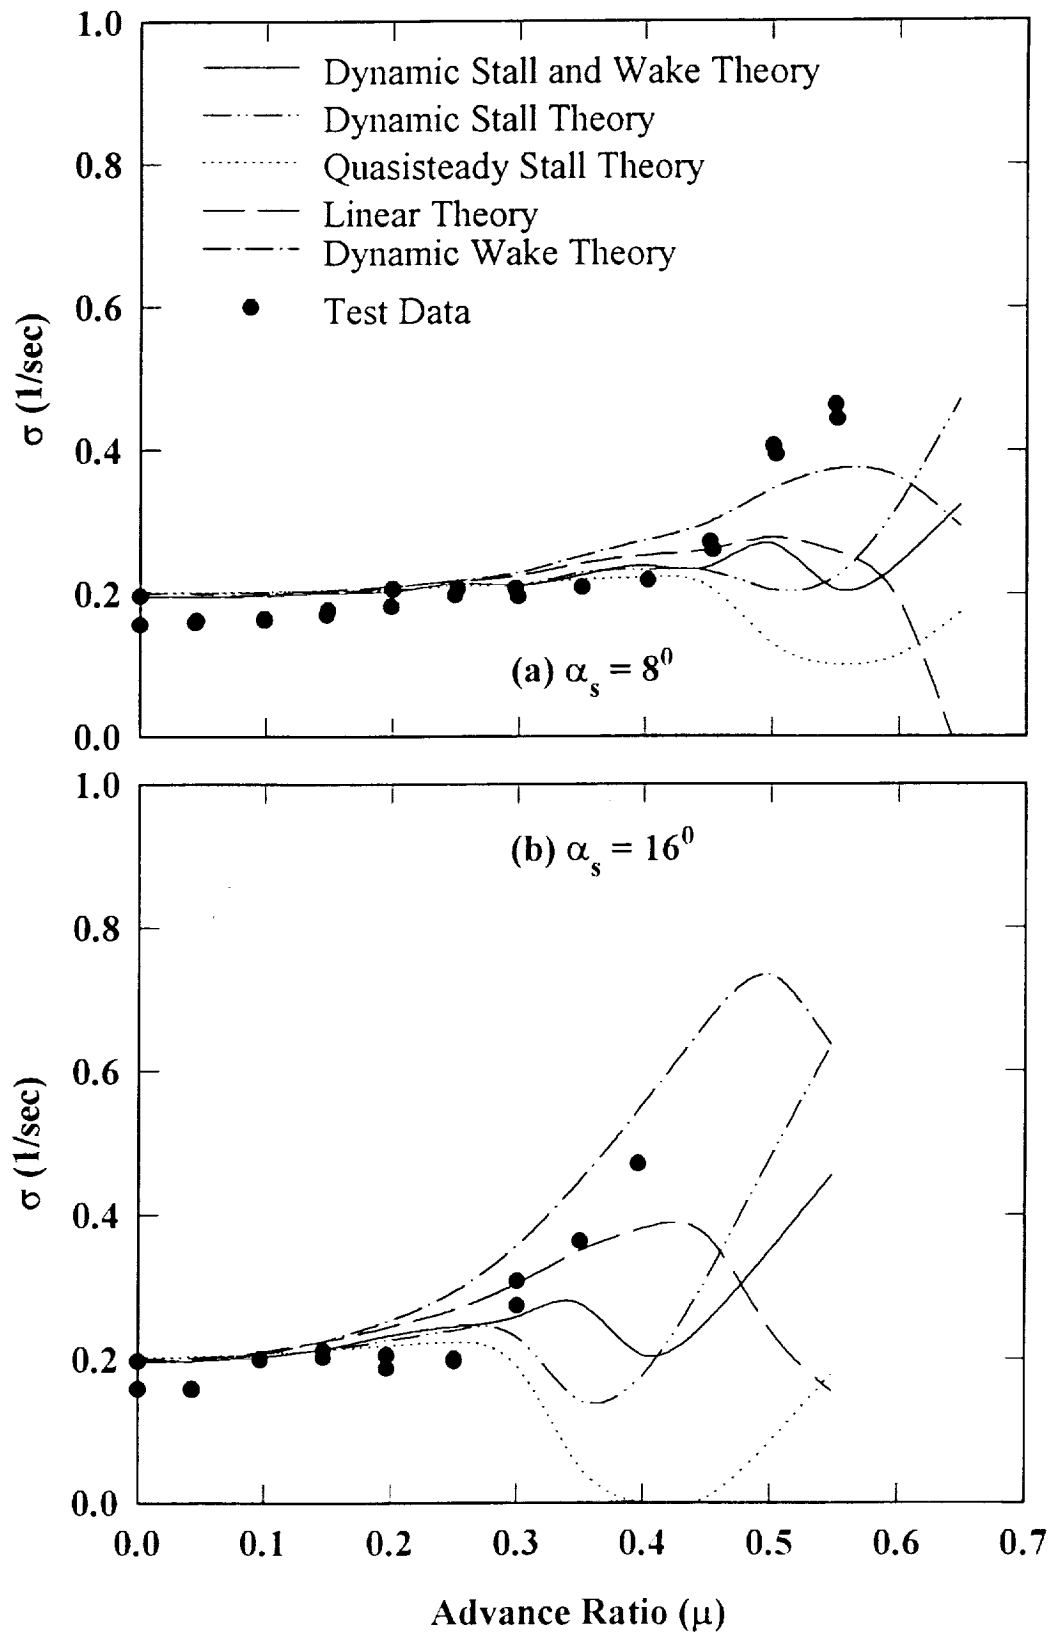 1.0
Dynamic Stall and Wake Theory
Dynamic Stall Theory
0.8
Quasisteady Stall Theory
Linear Theory
Dynamic Wake Theory
0.6
Test Data
σ (1/sec)
0.4
0.2
(a) αs = 8⁰
0.0
1.0
(b) αs = 16⁰
0.8
0.6
σ (1/sec)
0.4
0.2
0.0
0.0 0.1 0.2 0.3 0.4 0.5 0.6 0.7
Advance Ratio (μ)